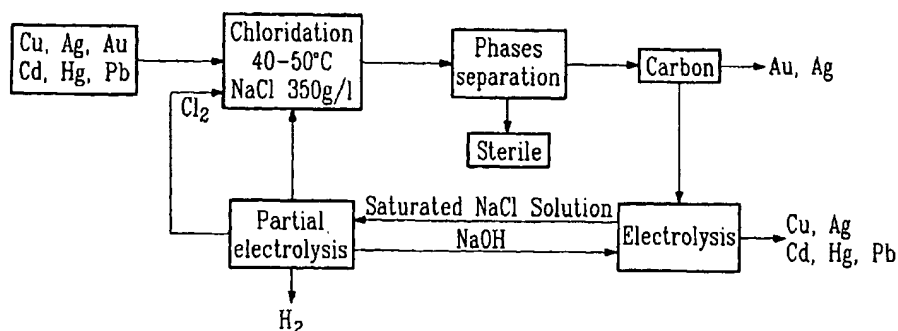 Cu, Ag, Au
Cd, Hg, Pb
Chloridation
40-50°C
NaCl 350g/l
Cl2
Phases
separation
Sterile
Carbon
Au, Ag
Partial
electrolysis
Saturated NaCl Solution
NaOH
Electrolysis
Cu, Ag
Cd, Hg, Pb
H2